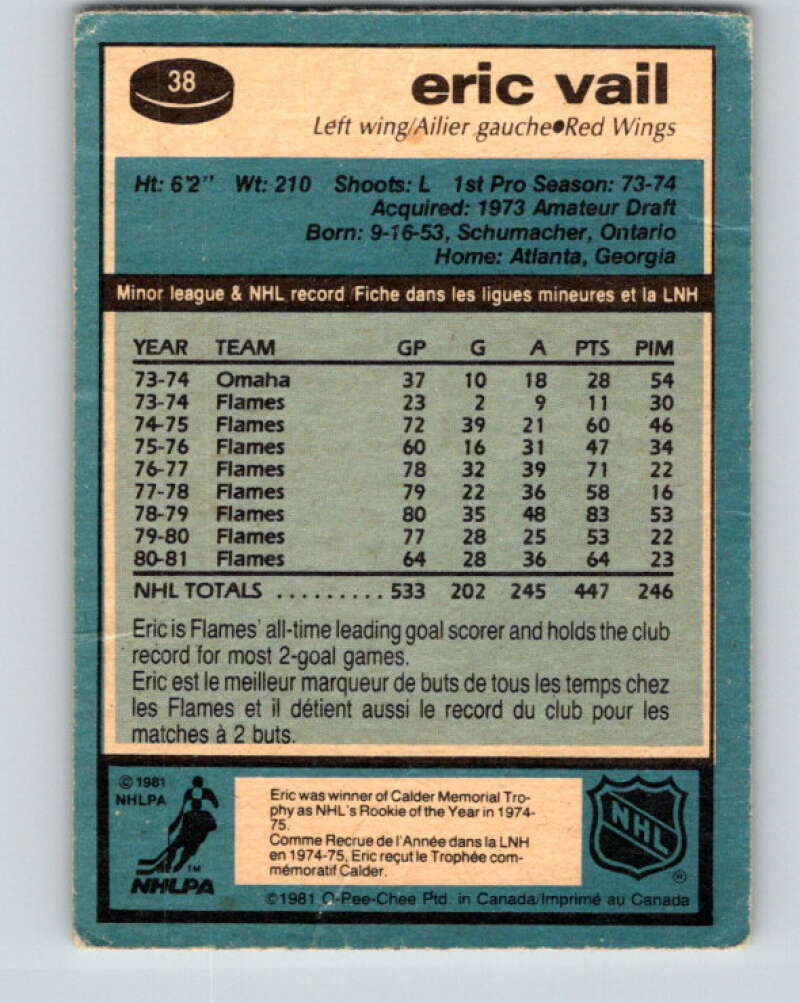 38
eric vail
Left wing/Ailier gauche●Red Wings
Ht: 6'2" Wt: 210 Shoots: L 1st Pro Season: 73-74
Acquired: 1973 Amateur Draft
Born: 9-16-53, Schumacher, Ontario
Home: Atlanta, Georgia
Minor league & NHL record/Fiche dans les ligues mineures et la LNH
YEAR TEAM GP G A PTS PIM
73-74 Omaha 37 10 18 28 54
73-74 Flames 23 2 9 11 30
74-75 Flames 72 39 21 60 46
75-76 Flames 60 16 31 47 34
76-77 Flames 78 32 39 71 22
77-78 Flames 79 22 36 58 16
78-79 Flames 80 35 48 83 53
79-80 Flames 77 28 25 53 22
80-81 Flames 64 28 36 64 23
NHL TOTALS ......... 533 202 245 447 246
Eric is Flames' all-time leading goal scorer and holds the club
record for most 2-goal games.
Eric est le meilleur marqueur de buts de tous les temps chez
les Flames et il détient aussi le record du club pour les
matches à 2 buts.
© 1981
NHLPA
TM
NHLPA
Eric was winner of Calder Memorial Tro-
phy as NHL's Rookie of the Year in 1974-
75.
Comme Recrue de l'Année dans la LNH
en 1974-75, Eric reçut le Trophée com-
mémoratif Calder.
NHL
®
©1981 O-Pee-Chee Ptd. in Canada/Imprimé au Canada